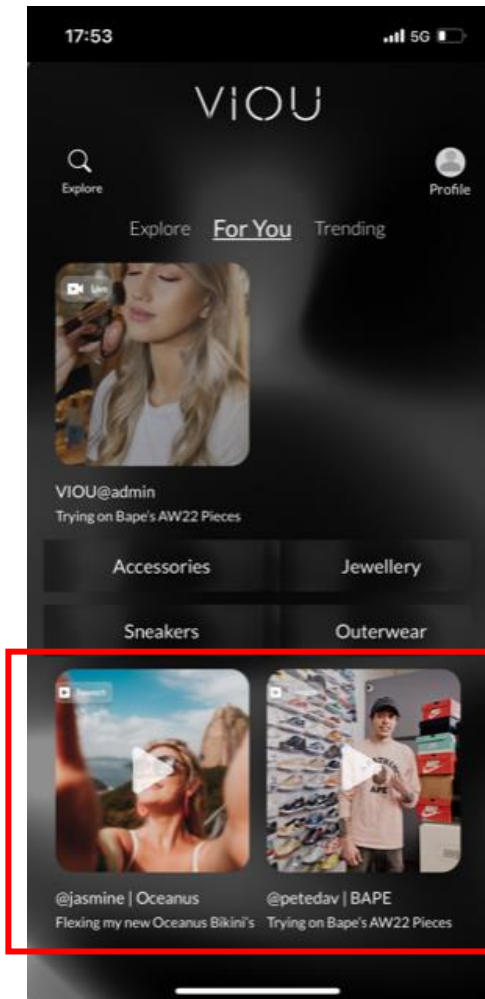 17:53
5G
VIOU
Explore
Profile
Explore For You Trending
Live
VIOU@admin
Trying on Bape's AW22 Pieces
Accessories
Jewellery
Sneakers
Outerwear
@jasmine | Oceanus
@petedav | BAPE
Flexing my new Oceanus Bikini's
Trying on Bape's AW22 Pieces